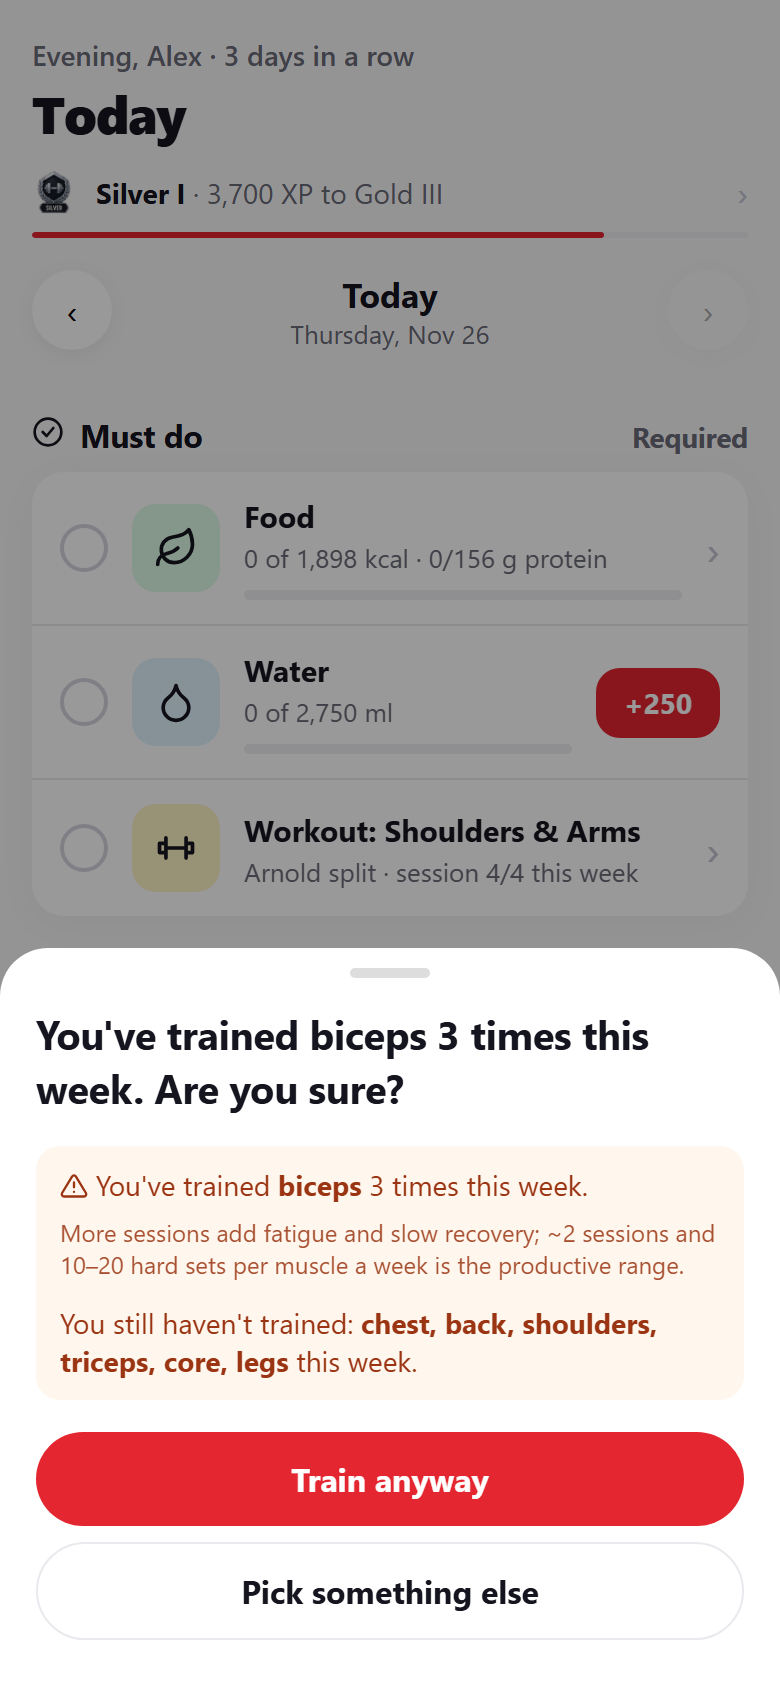 Evening, Alex · 3 days in a row
Today
SILVER
Silver I · 3,700 XP to Gold III
Today
Thursday, Nov 26
Must do
Required
Food
0 of 1,898 kcal · 0/156 g protein
Water
0 of 2,750 ml
+250
Workout: Shoulders & Arms
Arnold split · session 4/4 this week
You've trained biceps 3 times this
week. Are you sure?
You've trained biceps 3 times this week.
More sessions add fatigue and slow recovery; ~2 sessions and
10–20 hard sets per muscle a week is the productive range.
You still haven't trained: chest, back, shoulders,
triceps, core, legs this week.
Train anyway
Pick something else